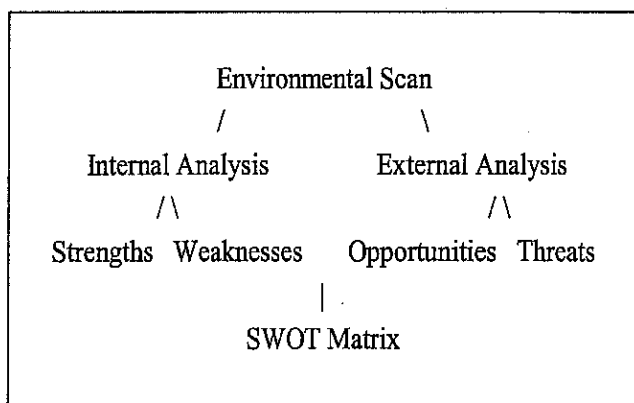 Environmental Scan
/ \
Internal Analysis External Analysis
/ \ / \
Strengths Weaknesses Opportunities Threats
|
SWOT Matrix